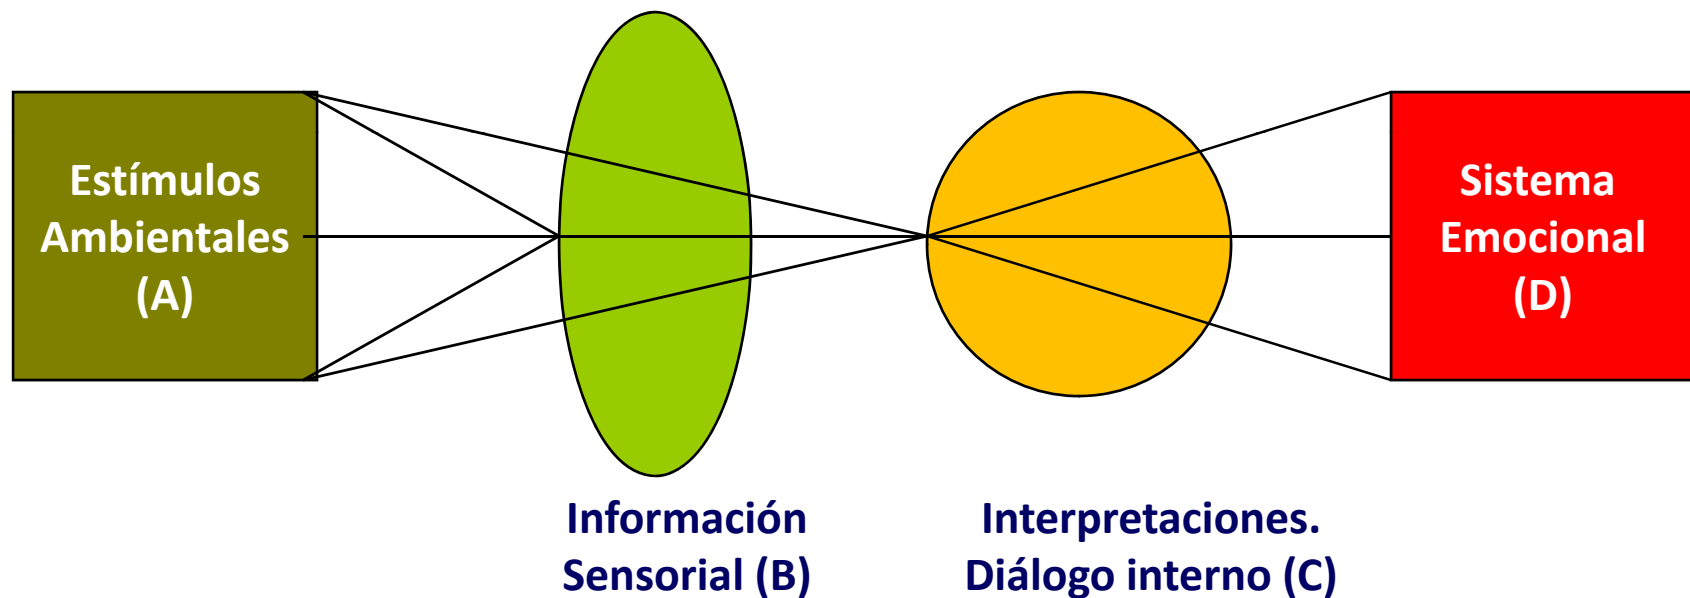 Estímulos
Ambientales
(A)
Información
Sensorial (B)
Interpretaciones.
Diálogo interno (C)
Sistema
Emocional
(D)